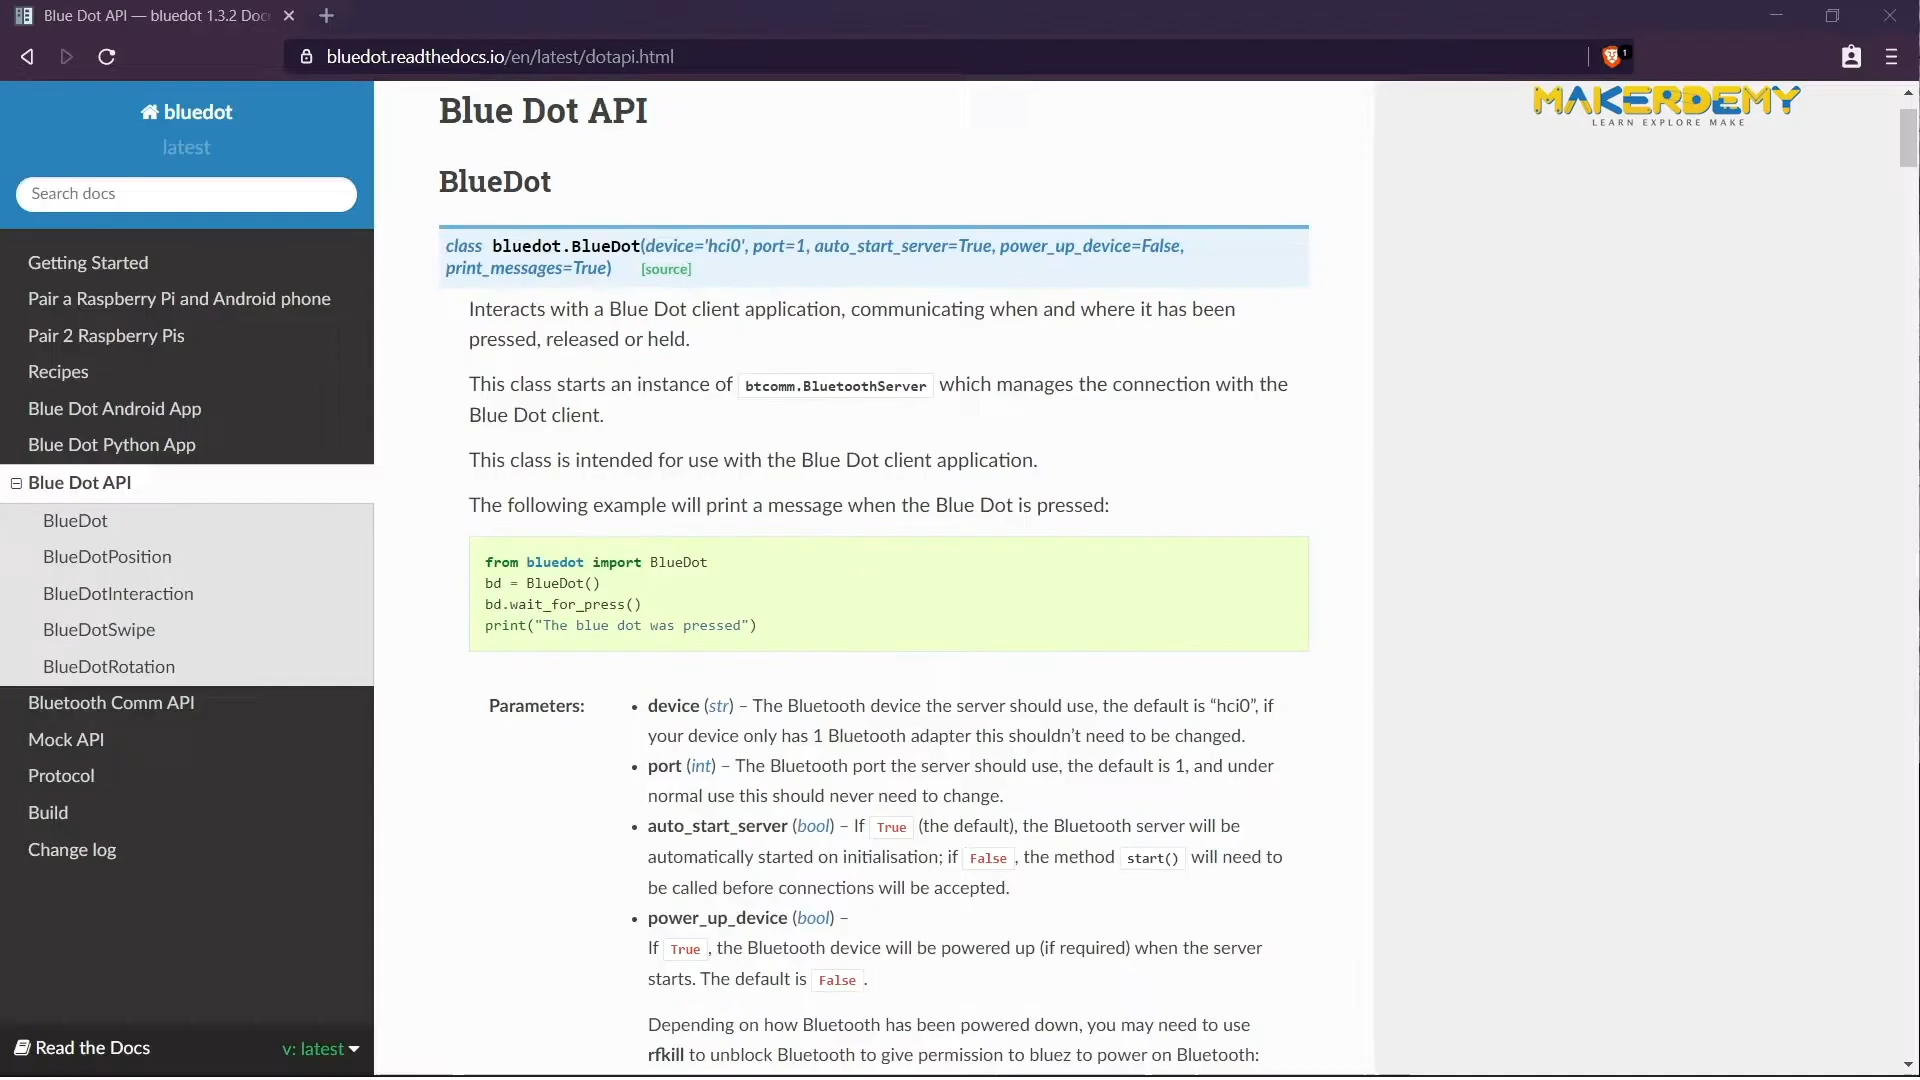 Blue Dot API — bluedot 1.3.2 Doc
bluedot.readthedocs.io/en/latest/dotapi.html
1
bluedot
latest
Search docs
Getting Started
Pair a Raspberry Pi and Android phone
Pair 2 Raspberry Pis
Recipes
Blue Dot Android App
Blue Dot Python App
Blue Dot API
BlueDot
BlueDotPosition
BlueDotInteraction
BlueDotSwipe
BlueDotRotation
Bluetooth Comm API
Mock API
Protocol
Build
Change log
Read the Docs
v: latest
Blue Dot API
BlueDot
class bluedot.BlueDot(device='hci0', port=1, auto_start_server=True, power_up_device=False,
print_messages=True) [source]
Interacts with a Blue Dot client application, communicating when and where it has been
pressed, released or held.
This class starts an instance of btcomm.BluetoothServer which manages the connection with the
Blue Dot client.
This class is intended for use with the Blue Dot client application.
The following example will print a message when the Blue Dot is pressed:
from bluedot import BlueDot
bd = BlueDot()
bd.wait_for_press()
print("The blue dot was pressed")
Parameters:
• device (str) – The Bluetooth device the server should use, the default is “hci0”, if
your device only has 1 Bluetooth adapter this shouldn’t need to be changed.
• port (int) – The Bluetooth port the server should use, the default is 1, and under
normal use this should never need to change.
• auto_start_server (bool) – If True (the default), the Bluetooth server will be
automatically started on initialisation; if False, the method start() will need to
be called before connections will be accepted.
• power_up_device (bool) –
If True, the Bluetooth device will be powered up (if required) when the server
starts. The default is False.
Depending on how Bluetooth has been powered down, you may need to use
rfkill to unblock Bluetooth to give permission to bluez to power on Bluetooth:
MAKERDEMY
LEARN EXPLORE MAKE